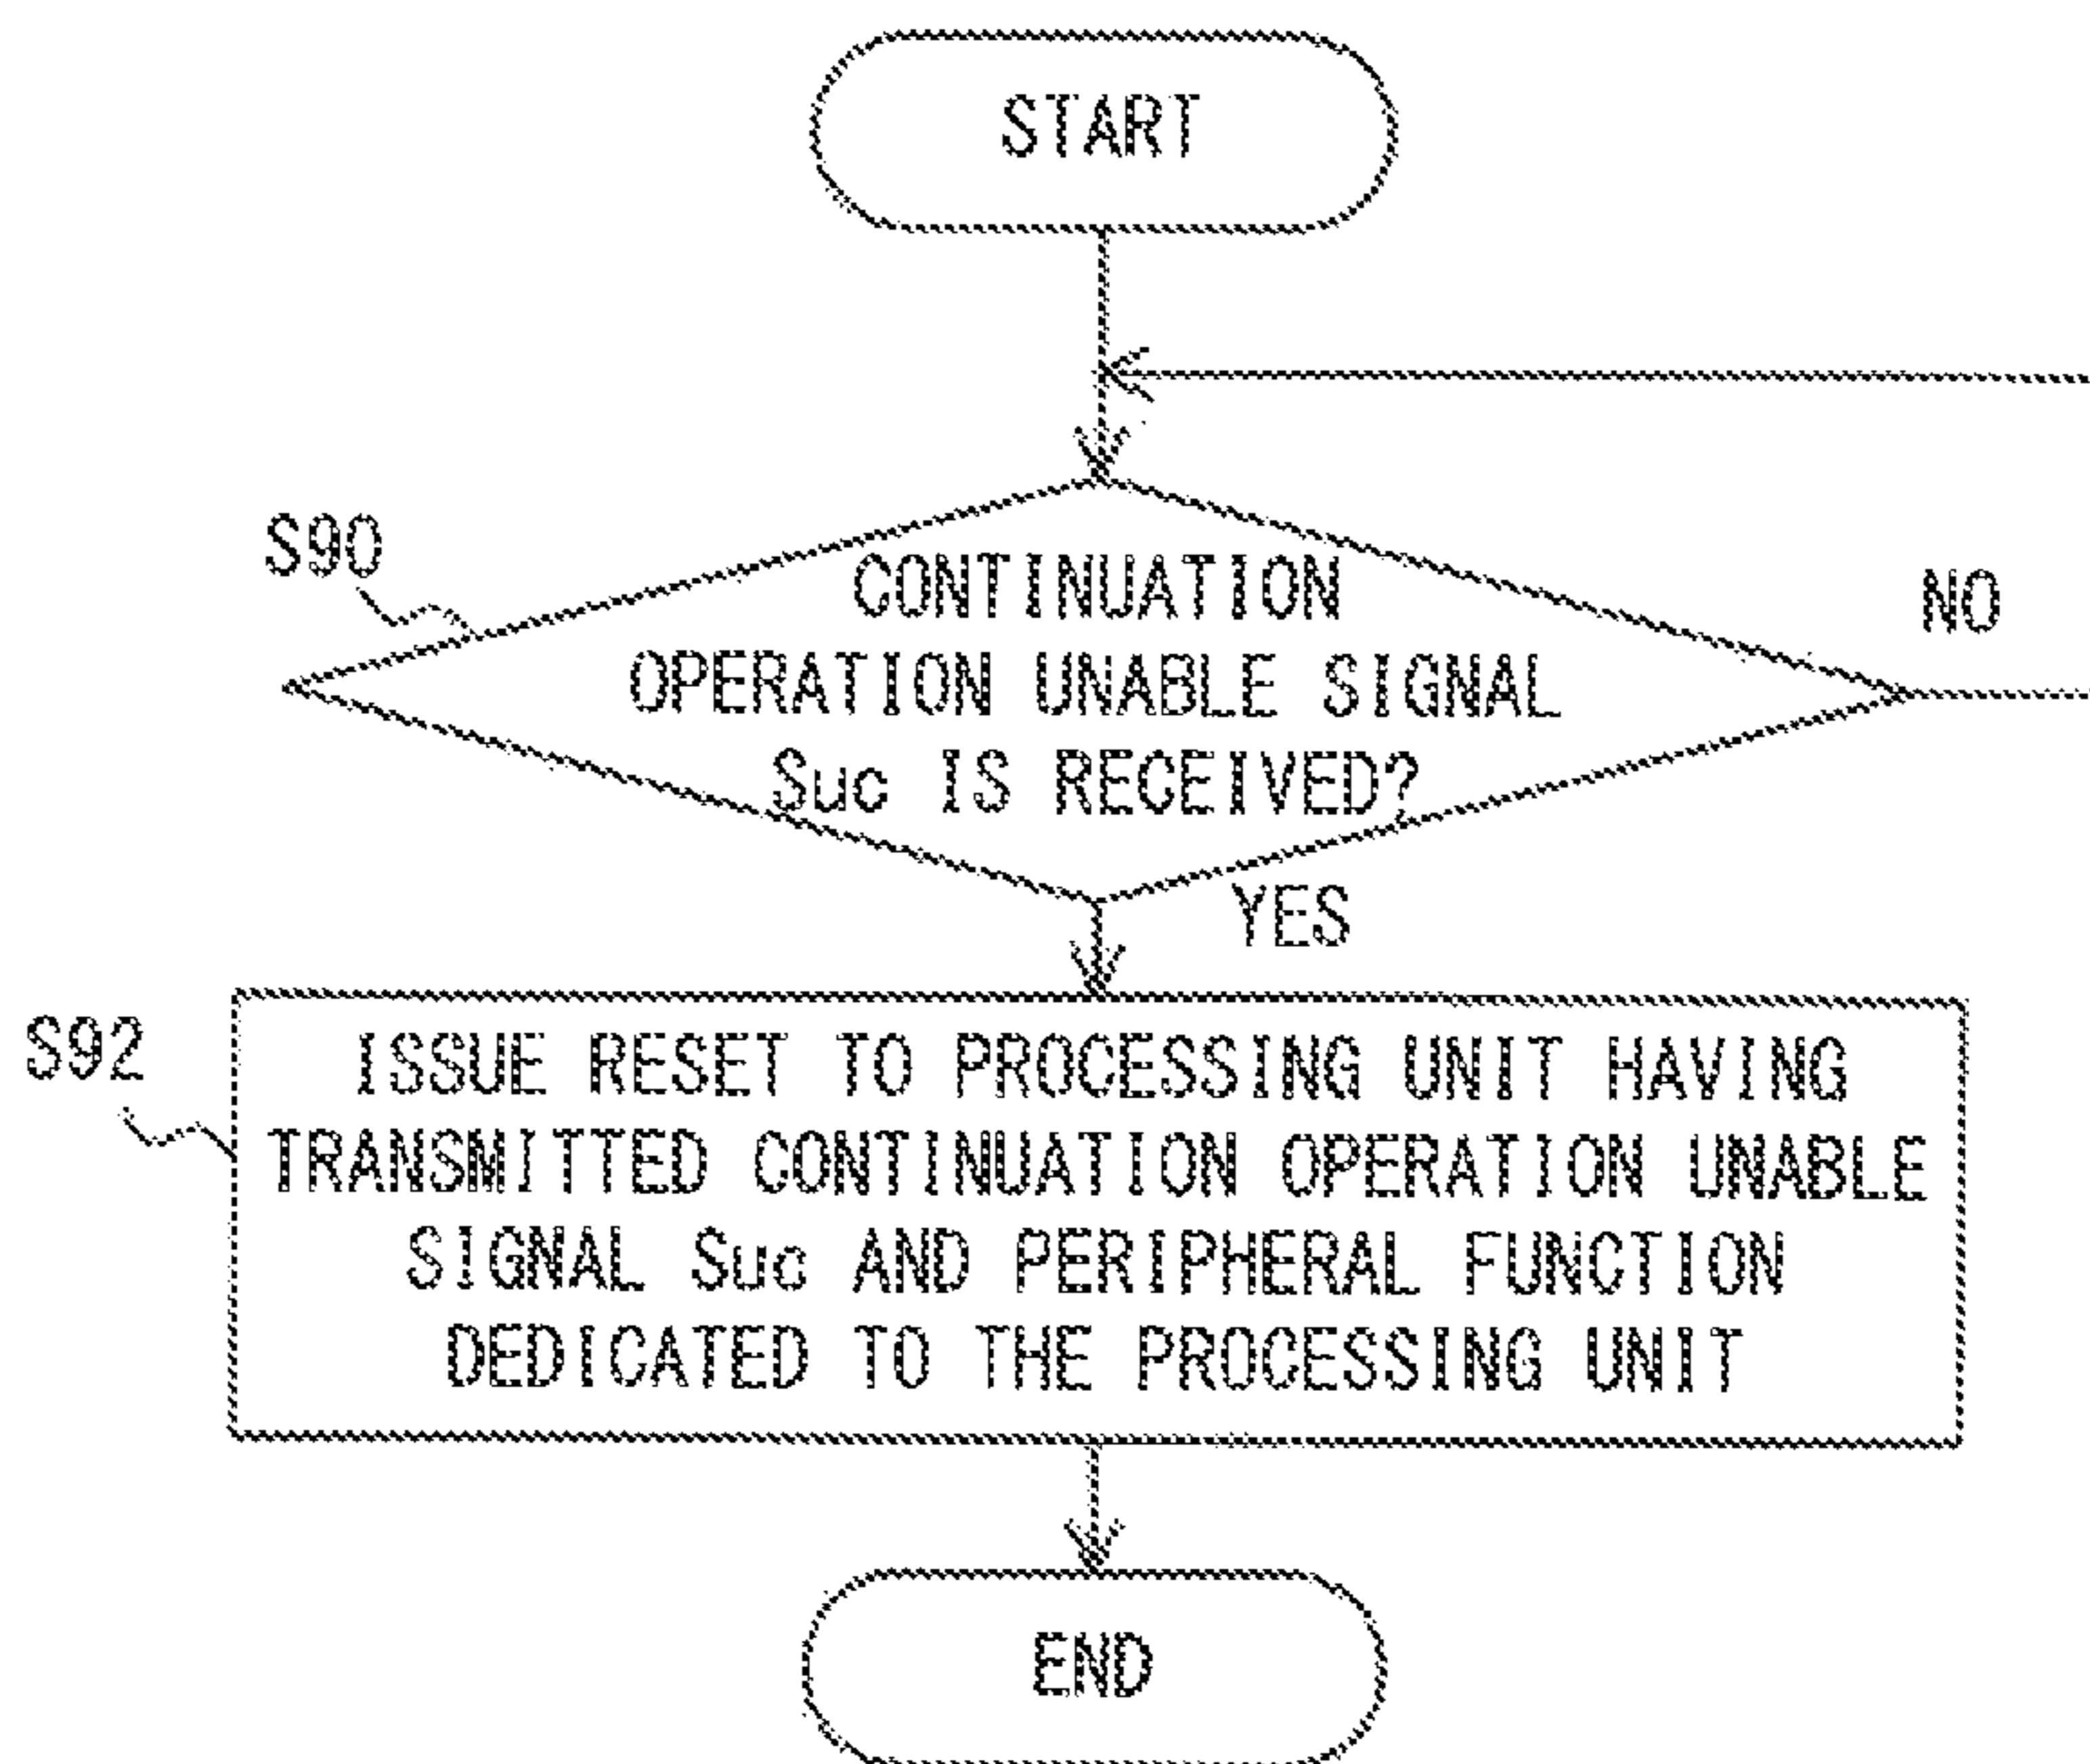 START
S90
CONTINUATION
OPERATION UNABLE SIGNAL
Suc IS RECEIVED?
NO
YES
S92
ISSUE RESET TO PROCESSING UNIT HAVING
TRANSMITTED CONTINUATION OPERATION UNABLE
SIGNAL Suc AND PERIPHERAL FUNCTION
DEDICATED TO THE PROCESSING UNIT
END